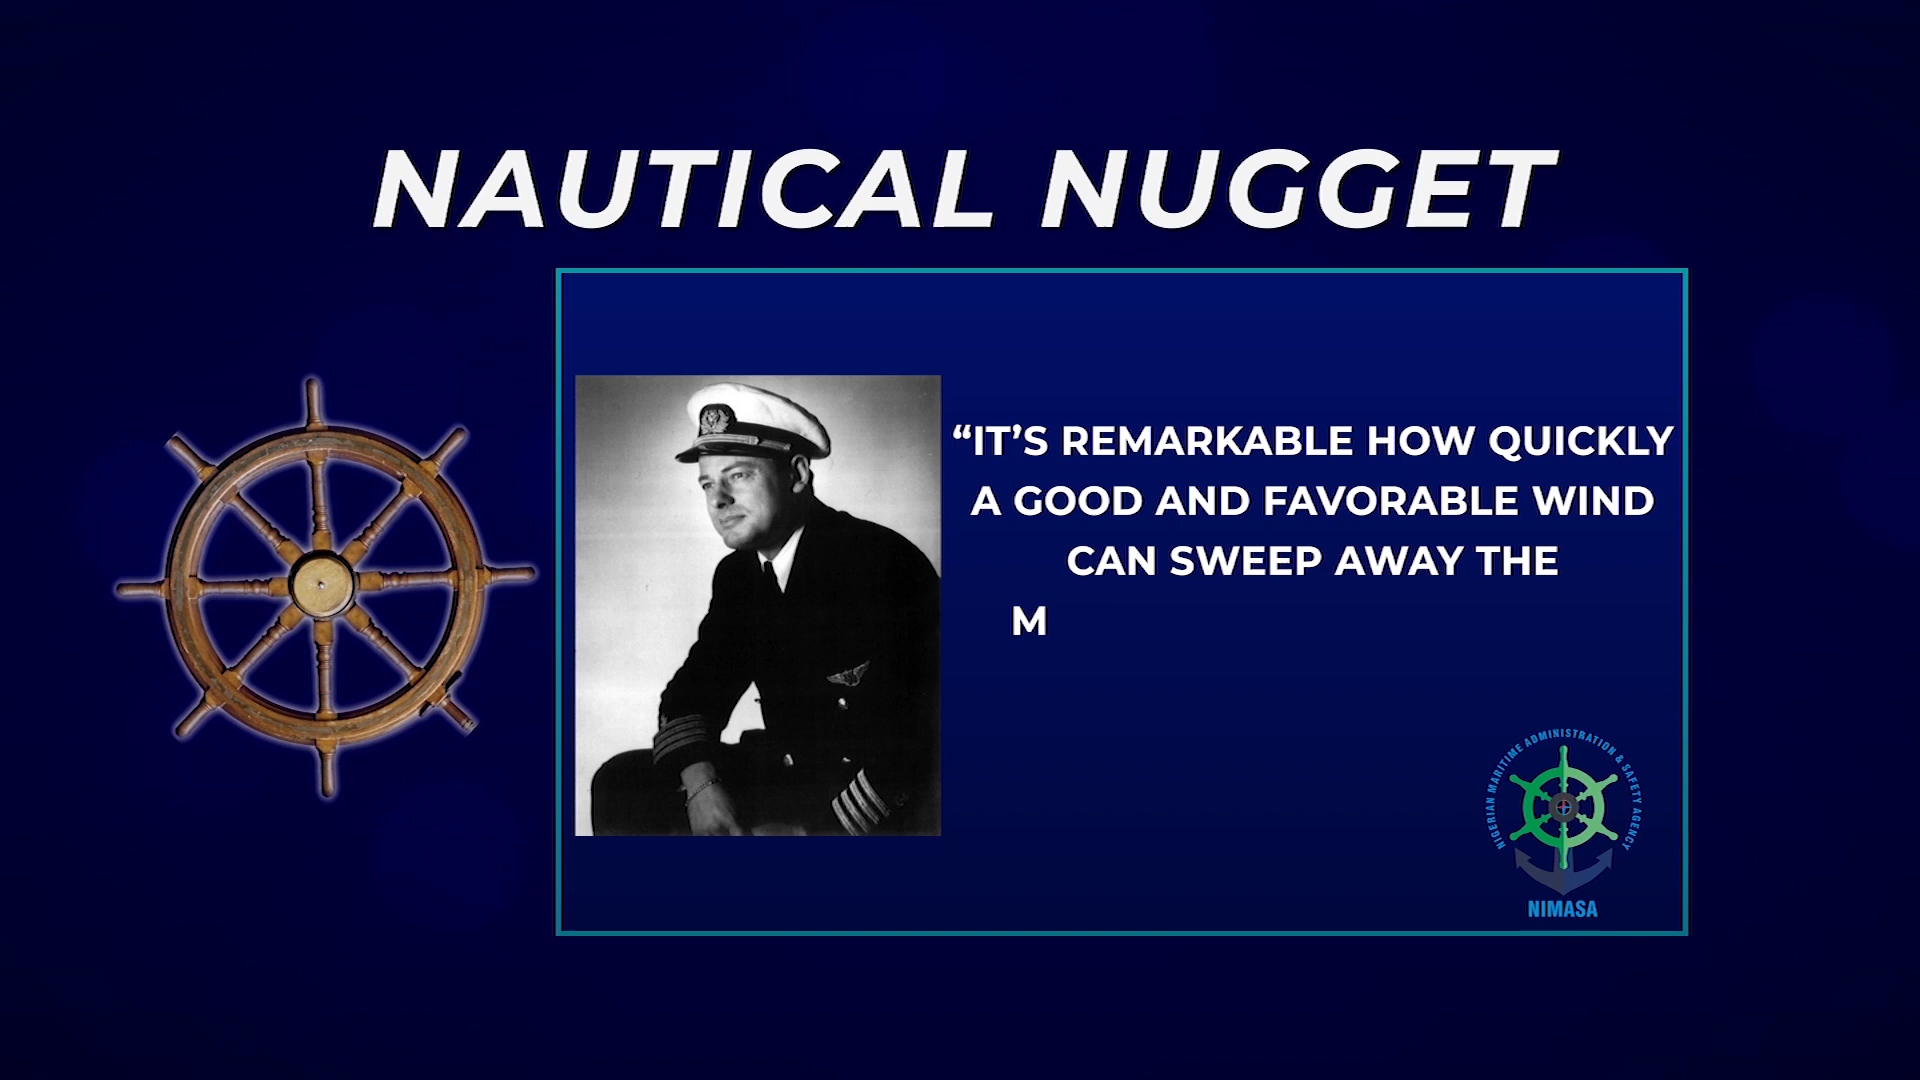 NAUTICAL NUGGET
“IT’S REMARKABLE HOW QUICKLY
A GOOD AND FAVORABLE WIND
CAN SWEEP AWAY THE
M
NIGERIAN MARITIME ADMINISTRATION & SAFETY AGENCY
NIMASA